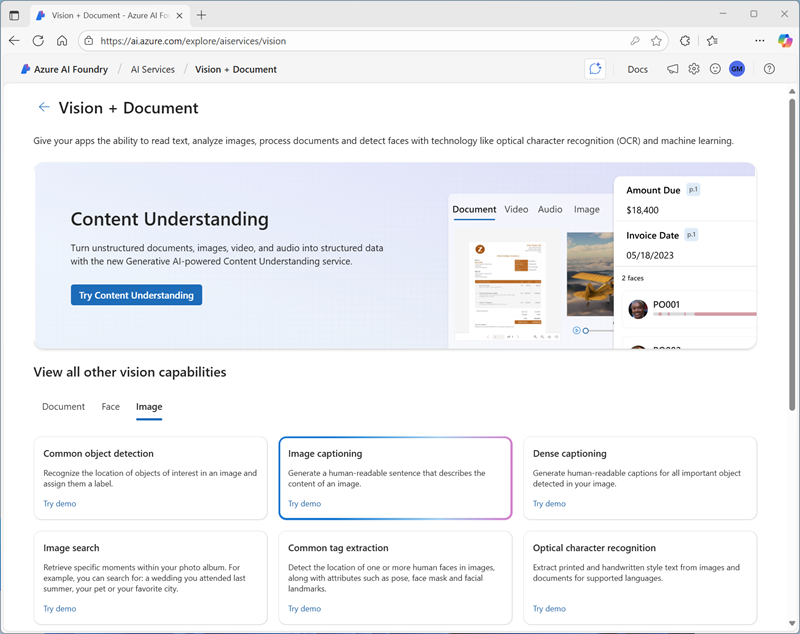 Vision + Document - Azure AI Fo
https://ai.azure.com/explore/aiservices/vision
Azure AI Foundry / AI Services / Vision + Document
Docs
GM
Vision + Document
Give your apps the ability to read text, analyze images, process documents and detect faces with technology like optical character recognition (OCR) and machine learning.
Content Understanding
Turn unstructured documents, images, video, and audio into structured data
with the new Generative AI-powered Content Understanding service.
Try Content Understanding
Document Video Audio Image
Amount Due p.1
$18,400
Invoice Date p.1
05/18/2023
2 faces
PO001
View all other vision capabilities
Document Face Image
Common object detection
Recognize the location of objects of interest in an image and
assign them a label.
Try demo
Image captioning
Generate a human-readable sentence that describes the
content of an image.
Try demo
Dense captioning
Generate human-readable captions for all important object
detected in your image.
Try demo
Image search
Retrieve specific moments within your photo album. For
example, you can search for: a wedding you attended last
summer, your pet or your favorite city.
Try demo
Common tag extraction
Detect the location of one or more human faces in images,
along with attributes such as pose, face mask and facial
landmarks.
Try demo
Optical character recognition
Extract printed and handwritten style text from images and
documents for supported languages.
Try demo